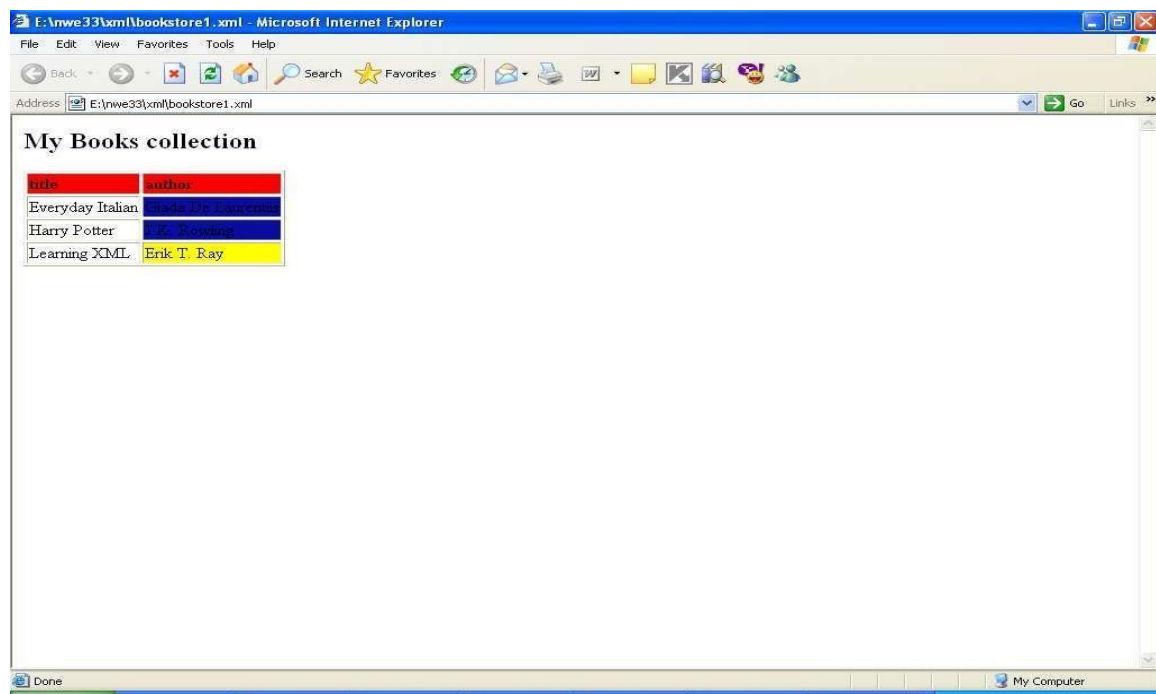 E:\nwe33\xml\bookstore1.xml - Microsoft Internet Explorer
File Edit View Favorites Tools Help
Back Search Favorites
Address E:\nwe33\xml\bookstore1.xml Go Links »
My Books collection
title author
Everyday Italian Giada De Laurentiis
Harry Potter J K. Rowling
Learning XML Erik T. Ray
Done My Computer